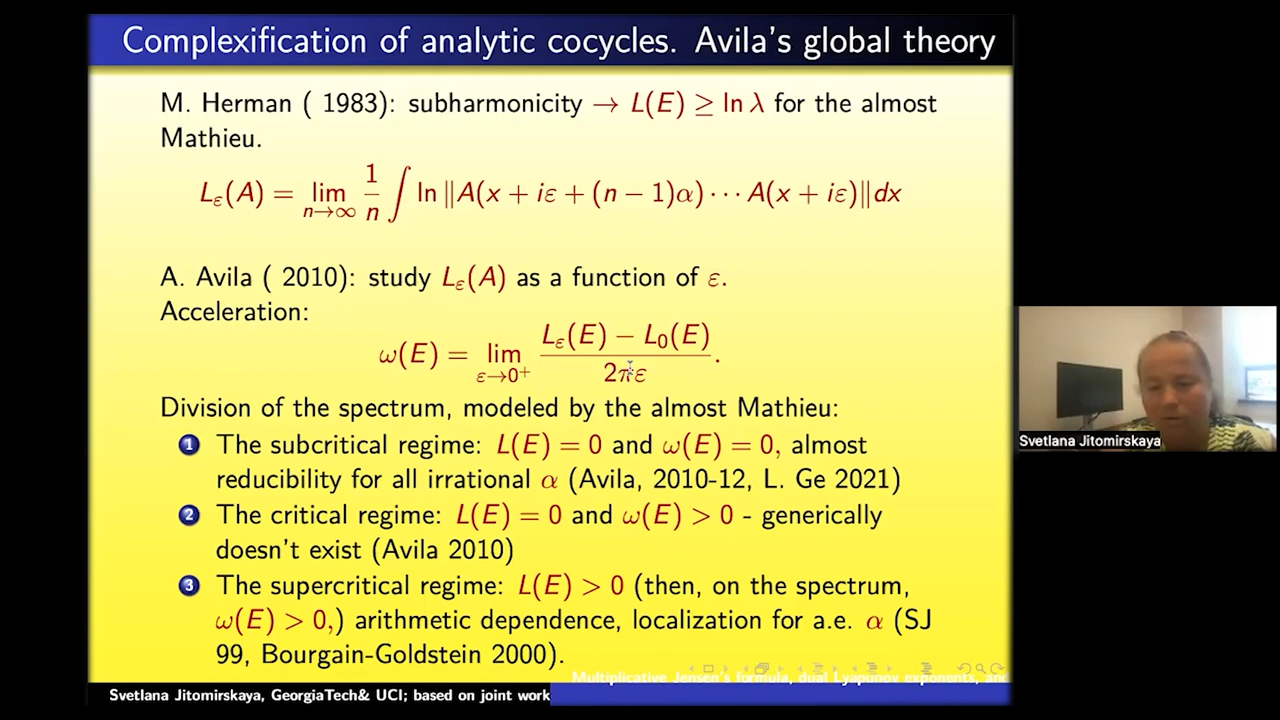 Complexification of analytic cocycles. Avila's global theory
M. Herman ( 1983): subharmonicity → L(E) ≥ ln λ for the almost
Mathieu.
L_ε(A) = lim_{n→∞} 1/n ∫ ln ‖A(x + iε + (n − 1)α) ⋯ A(x + iε)‖dx
A. Avila ( 2010): study L_ε(A) as a function of ε.
Acceleration:
ω(E) = lim_{ε→0⁺} (L_ε(E) − L_0(E)) / 2πε.
Division of the spectrum, modeled by the almost Mathieu:
1 The subcritical regime: L(E) = 0 and ω(E) = 0, almost
reducibility for all irrational α (Avila, 2010-12, L. Ge 2021)
2 The critical regime: L(E) = 0 and ω(E) > 0 - generically
doesn't exist (Avila 2010)
3 The supercritical regime: L(E) > 0 (then, on the spectrum,
ω(E) > 0,) arithmetic dependence, localization for a.e. α (SJ
99, Bourgain-Goldstein 2000).
Multiplicative Jensen's formula, dual Lyapunov exponents, and
Svetlana Jitomirskaya, GeorgiaTech& UCI; based on joint work
Svetlana Jitomirskaya